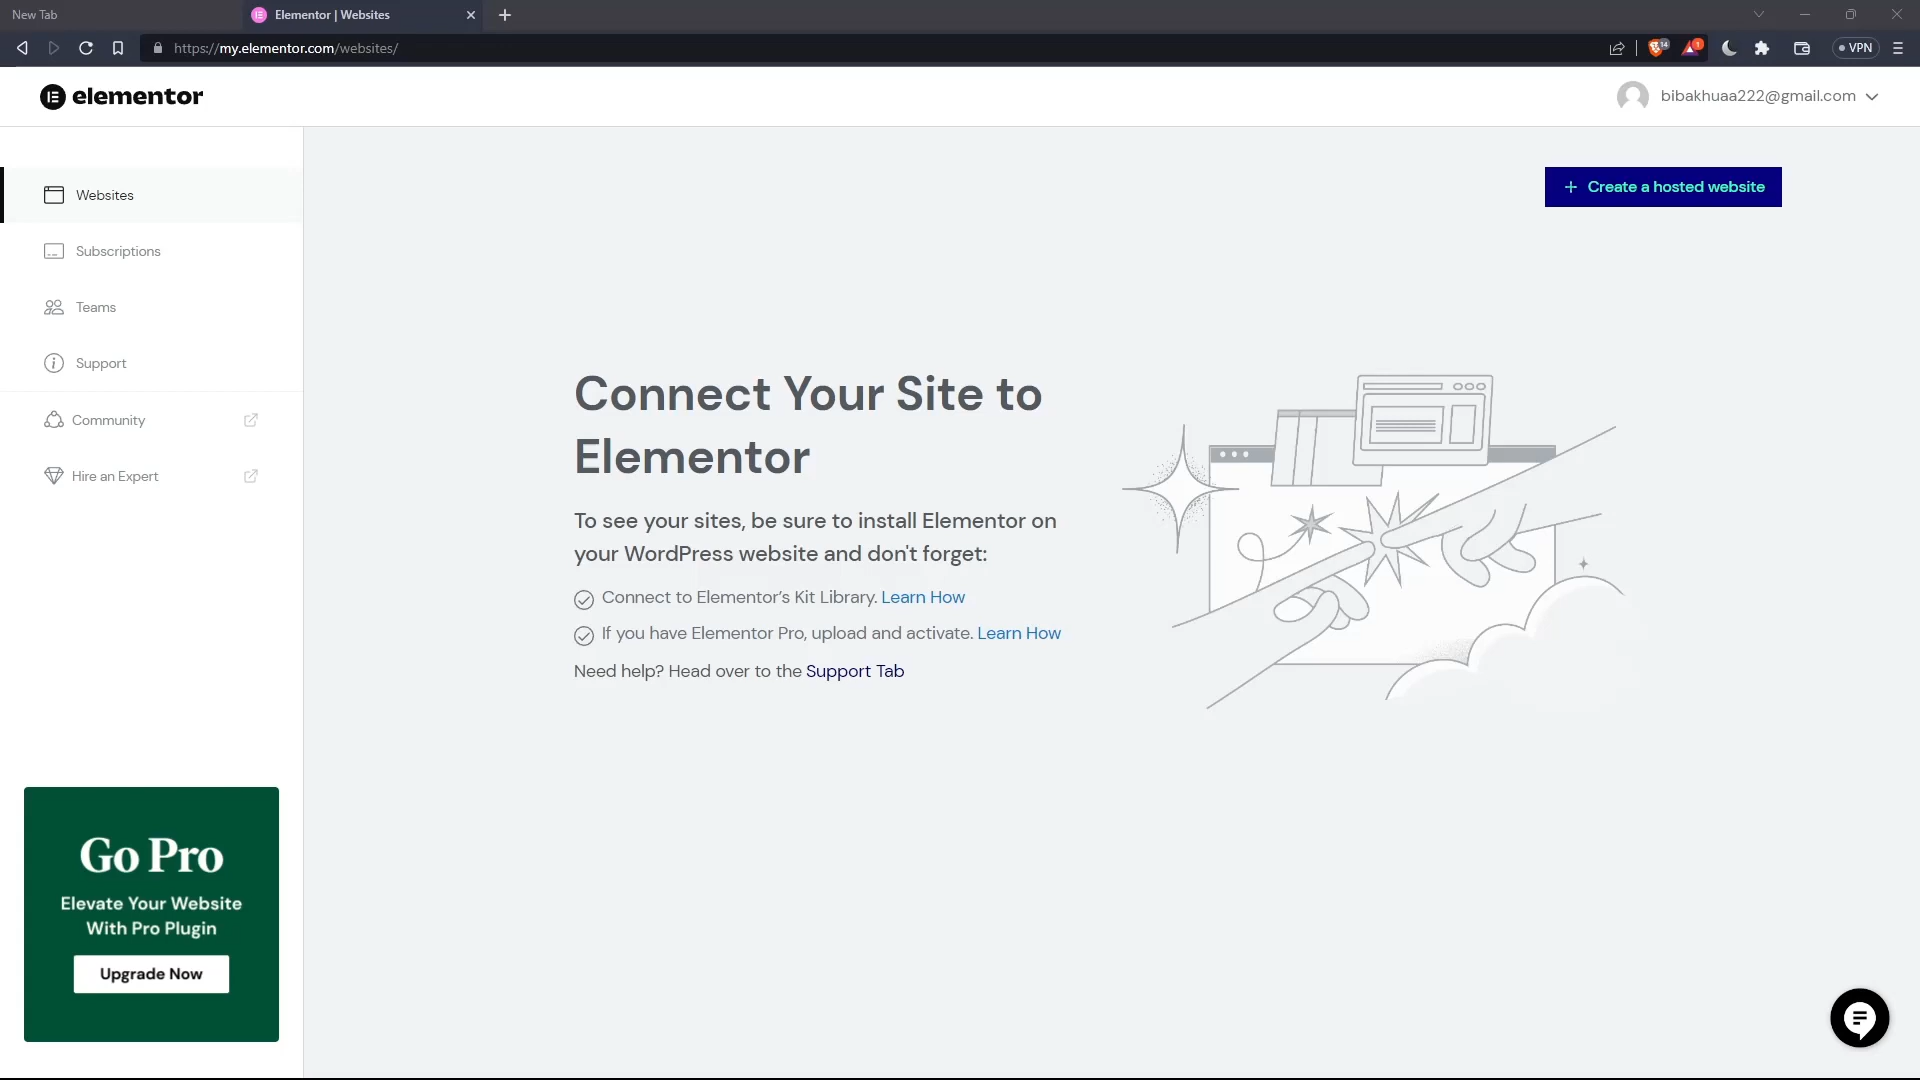 New Tab
Elementor | Websites
https://my.elementor.com/websites/
14
1
VPN
elementor
bibakhuaa222@gmail.com
Websites
+ Create a hosted website
Subscriptions
Teams
Support
Community
Hire an Expert
Connect Your Site to
Elementor
To see your sites, be sure to install Elementor on
your WordPress website and don't forget:
Connect to Elementor’s Kit Library. Learn How
If you have Elementor Pro, upload and activate. Learn How
Need help? Head over to the Support Tab
Go Pro
Elevate Your Website
With Pro Plugin
Upgrade Now